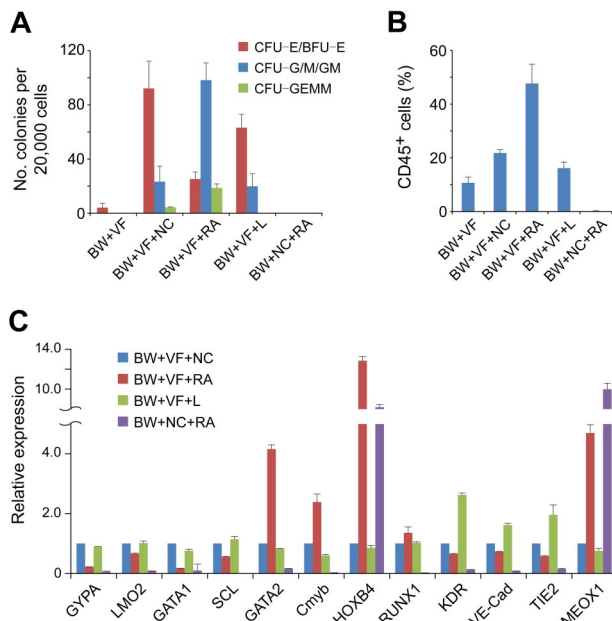 A
No. colonies per
20,000 cells
120
80
40
0
CFU-E/BFU-E
CFU-G/M/GM
CFU-GEMM
BW+VF
BW+VF+NC
BW+VF+RA
BW+VF+L
BW+NC+RA
B
CD45+ cells (%)
60
40
20
0
BW+VF
BW+VF+NC
BW+VF+RA
BW+VF+L
BW+NC+RA
C
Relative expression
14.0
10.0
4.0
2.0
0
BW+VF+NC
BW+VF+RA
BW+VF+L
BW+NC+RA
GYPA
LMO2
GATA1
SCL
GATA2
Cmyb
HOXB4
RUNX1
KDR
VE-Cad
TIE2
MEOX1